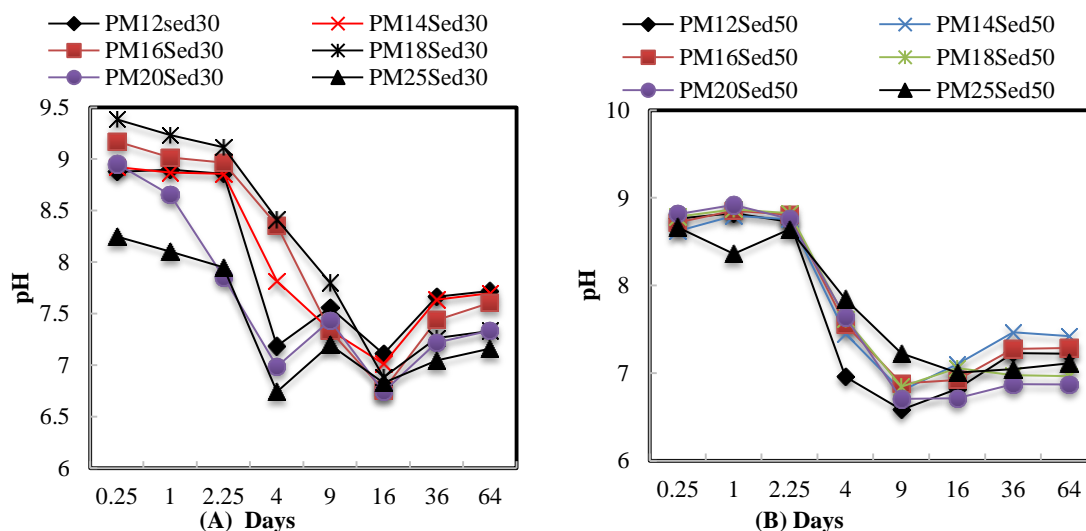 PM12sed30 PM14Sed30
PM16Sed30 PM18Sed30
PM20Sed30 PM25Sed30
9.5
9
8.5
8
7.5
7
6.5
6
pH
0.25 1 2.25 4 9 16 36 64
(A) Days
PM12Sed50 PM14Sed50
PM16Sed50 PM18Sed50
PM20Sed50 PM25Sed50
10
9
8
7
6
pH
0.25 1 2.25 4 9 16 36 64
(B) Days